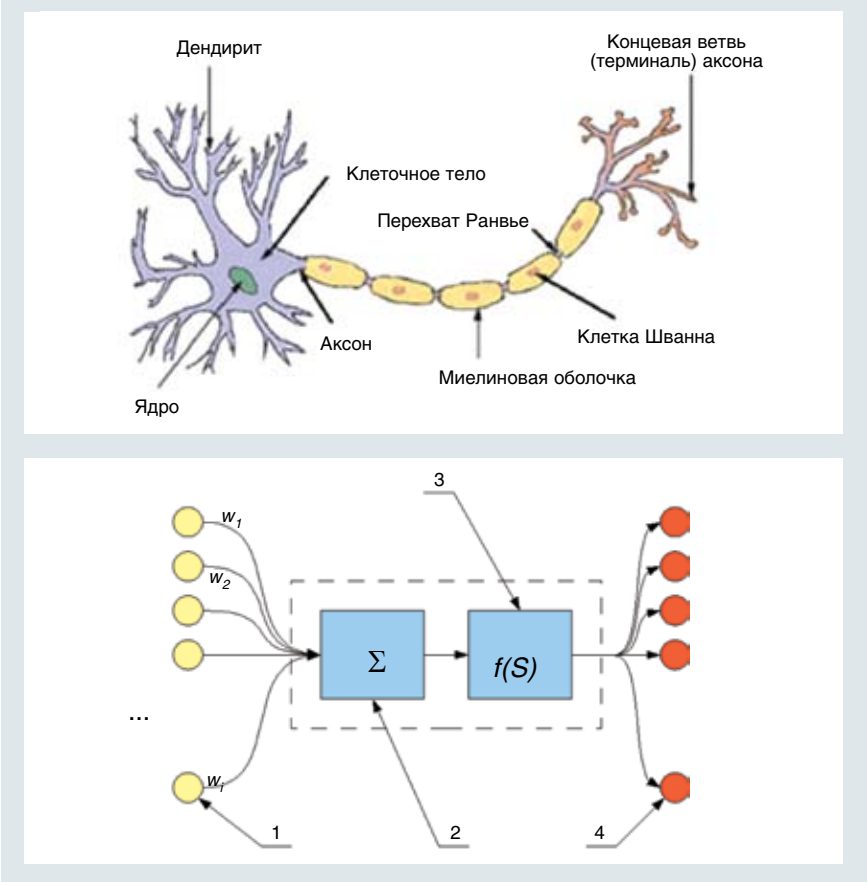 Дендирит
Концевая ветвь
(терминаль) аксона
Клеточное тело
Перехват Ранвье
Аксон
Клетка Шванна
Миелиновая оболочка
Ядро
3
w1
w2
Σ
f(S)
...
wi
1
2
4